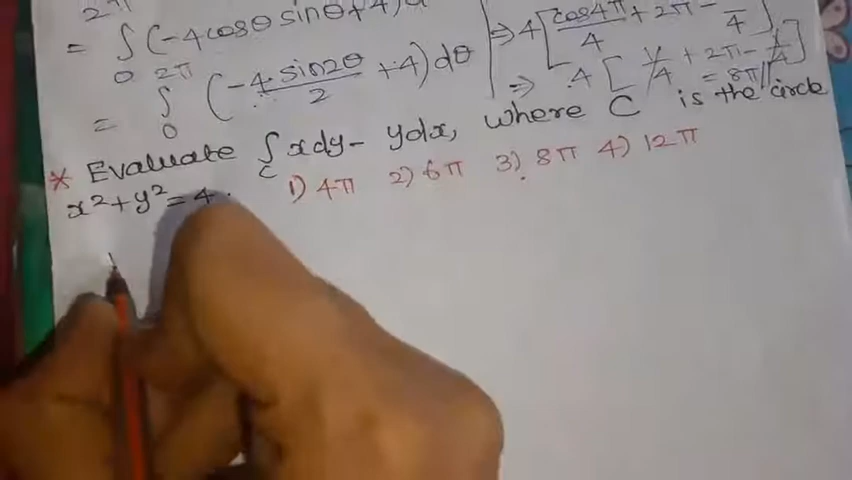 2π
= ∫ (-4cosθ sinθ + 4) d
0
2π
= ∫ (-4 sin2θ/2 + 4) dθ
0
⇒ 4 [cos4π/4 + 2π - /4]
⇒ 4 [1/4 + 2π - 1/4]
= 8π//
* Evaluate ∫ xdy - ydx, where C is the circle
C
x² + y² = 4. 1) 4π 2) 6π 3) 8π 4) 12π